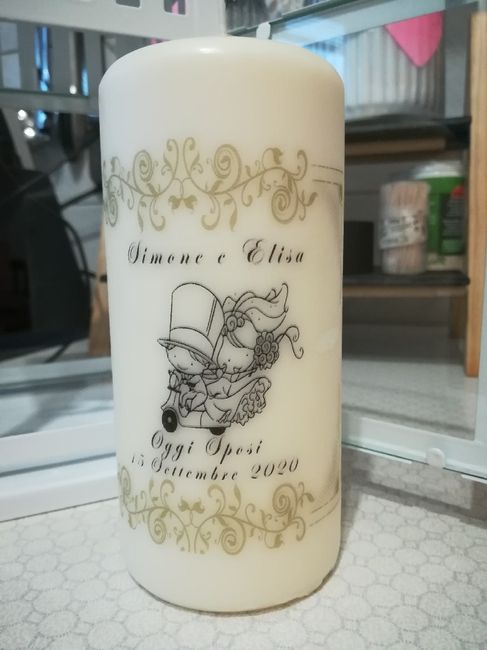 Simone e Elisa
Oggi Sposi
15 Settembre 2020